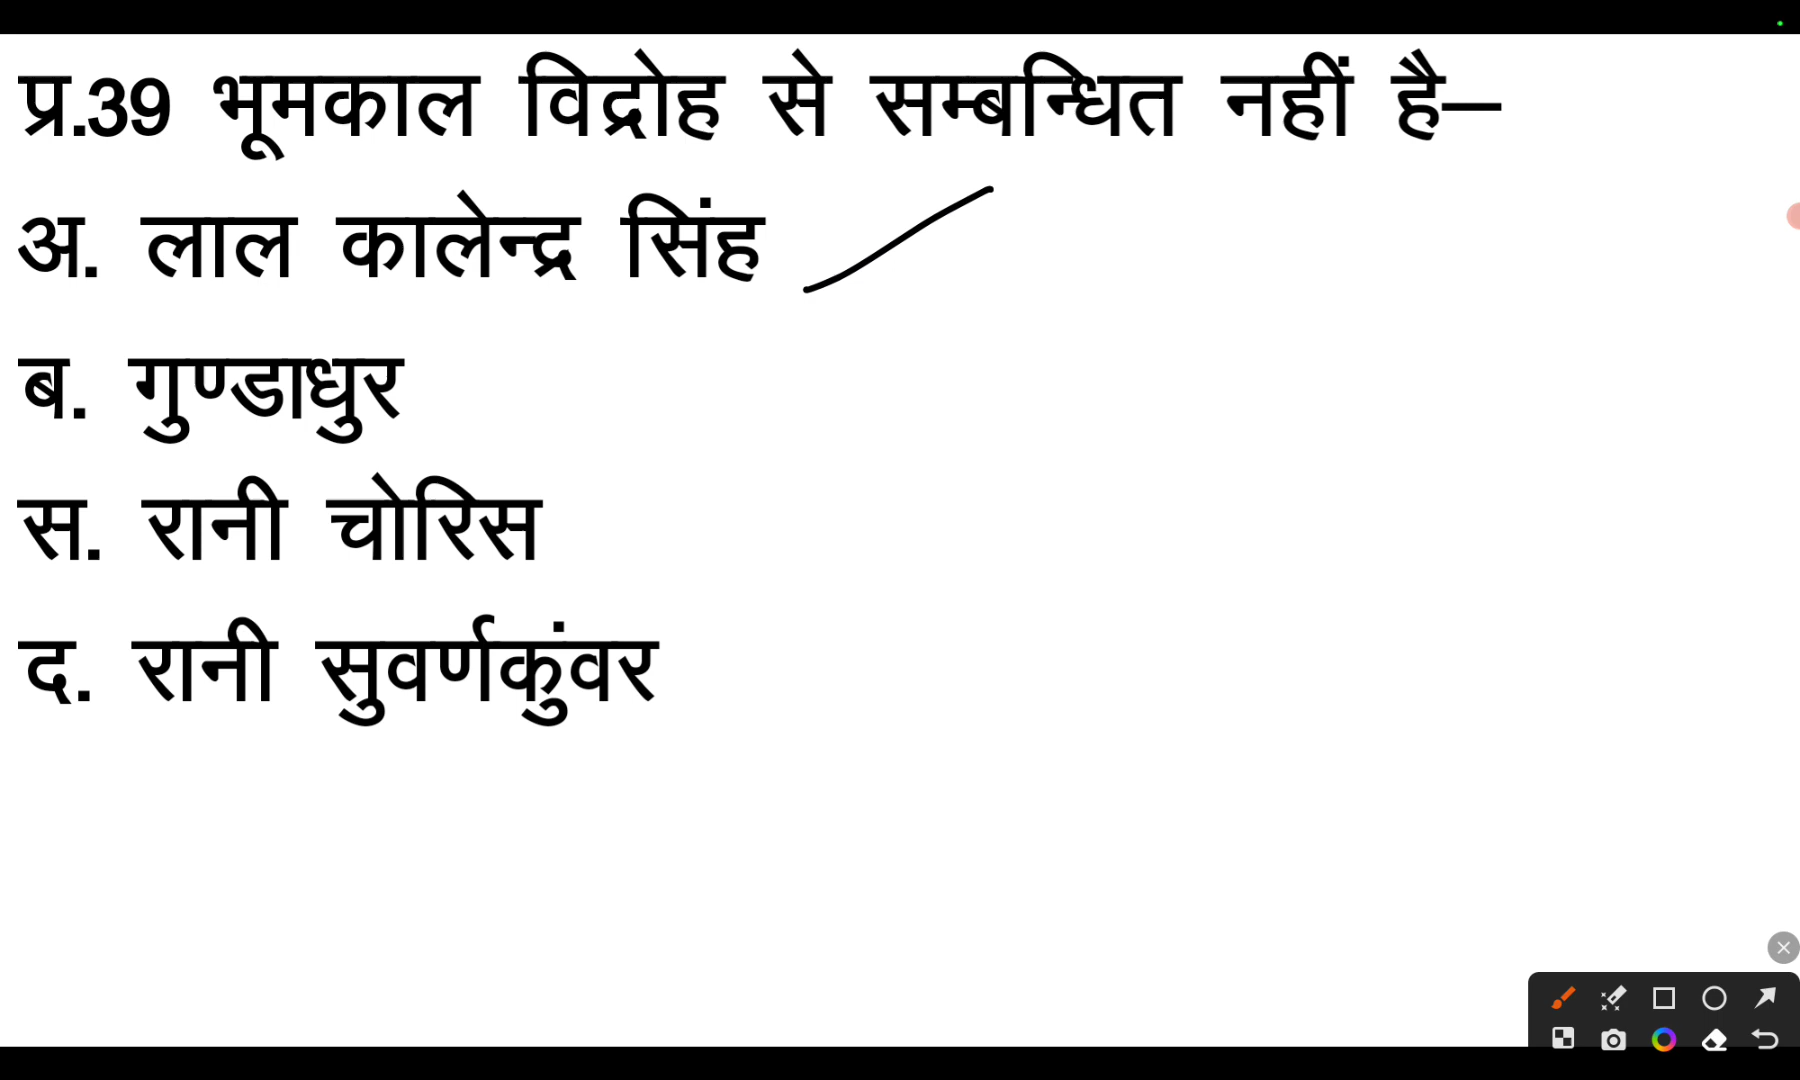 प्र.39 भूमकाल विद्रोह से सम्बन्धित नहीं है–
अ. लाल कालेन्द्र सिंह
ब. गुण्डाधुर
स. रानी चोरिस
द. रानी सुवर्णकुंवर